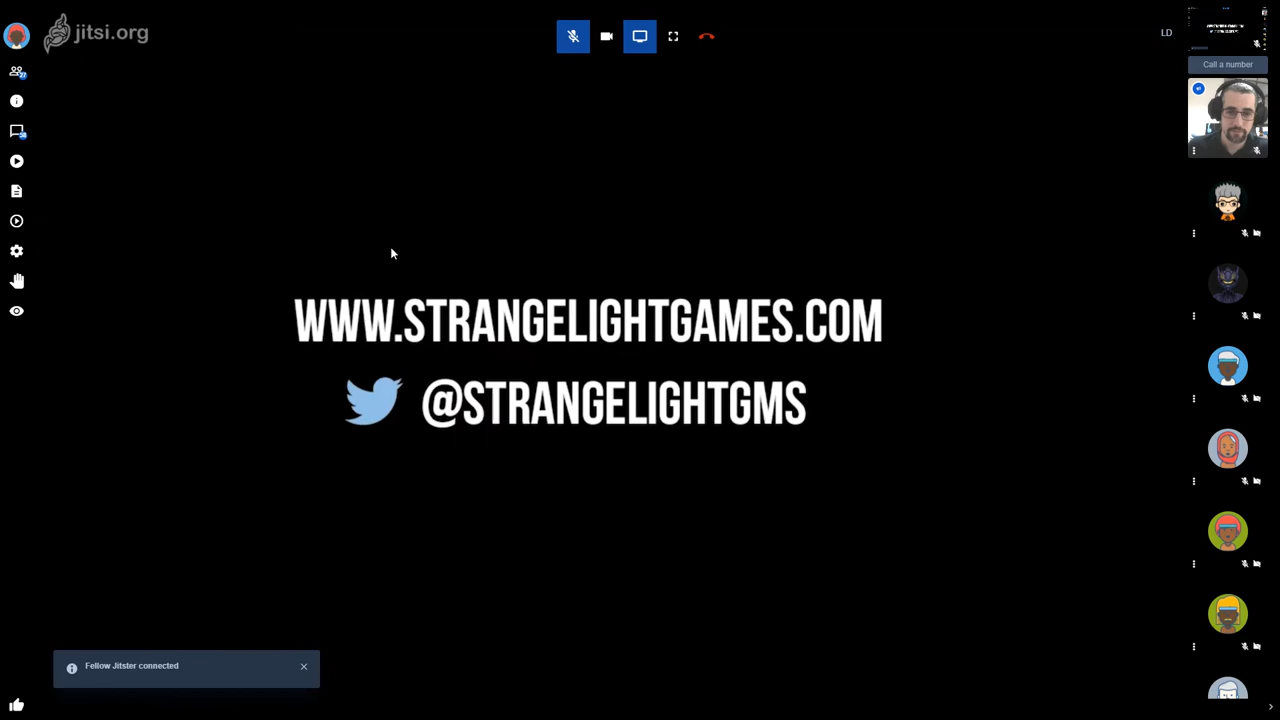 jitsi.org
LD
Call a number
WWW.STRANGELIGHTGAMES.COM
@STRANGELIGHTGMS
Fellow Jitster connected